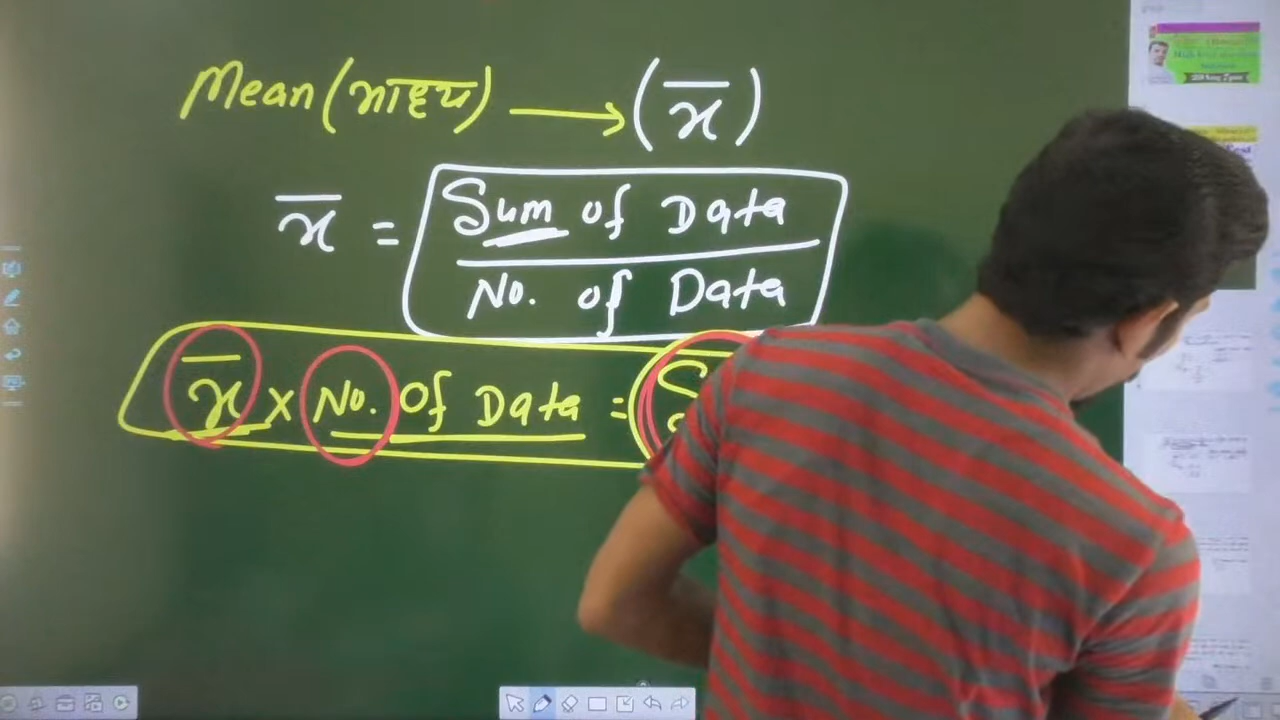 Mean (माध्य) → (x̄)
x̄ = Sum of Data
No. of Data
x̄ × No. Of Data =